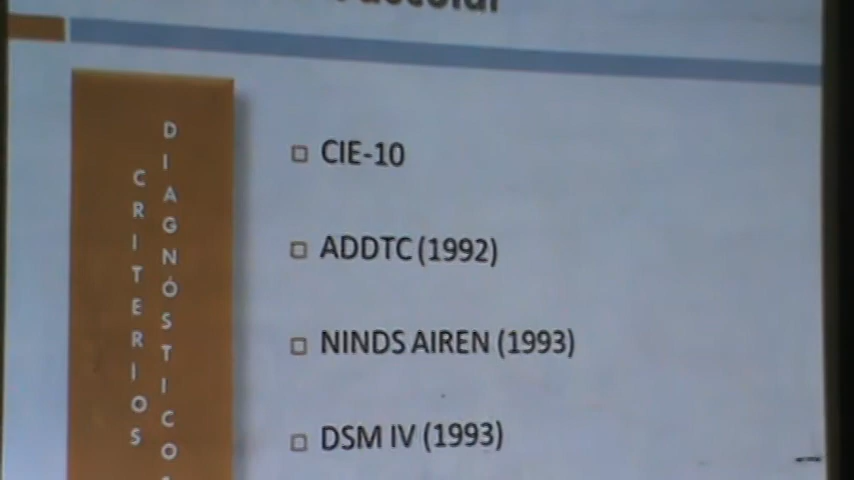 CRITERIOS
DIAGNÓSTICO
CIE-10
ADDTC (1992)
NINDS AIREN (1993)
DSM IV (1993)